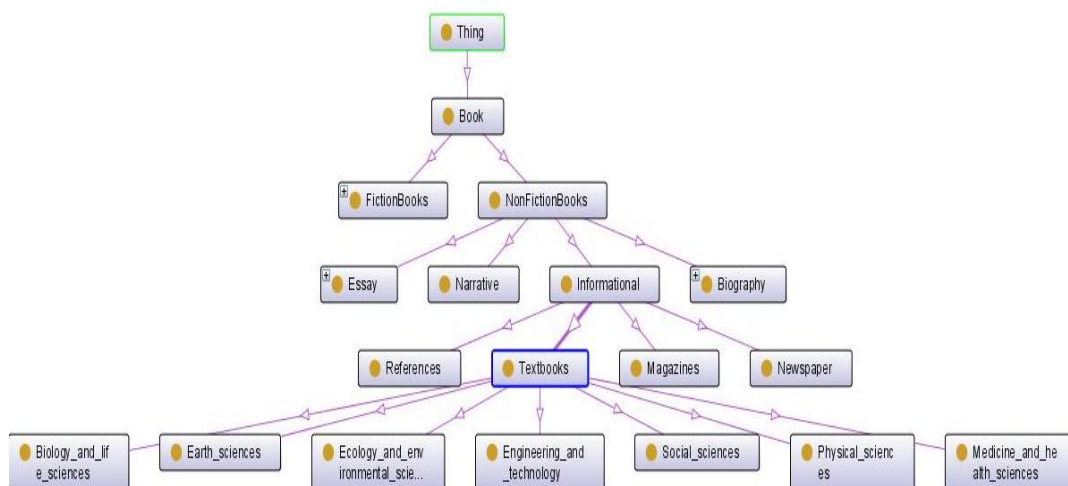 Thing
Book
FictionBooks
NonFictionBooks
Essay
Narrative
Informational
Biography
References
Textbooks
Magazines
Newspaper
Biology_and_lif
e_sciences
Earth_sciences
Ecology_and_env
ironmental_scie...
Engineering_and
_technology
Social_sciences
Physical_scienc
es
Medicine_and_he
alth_sciences